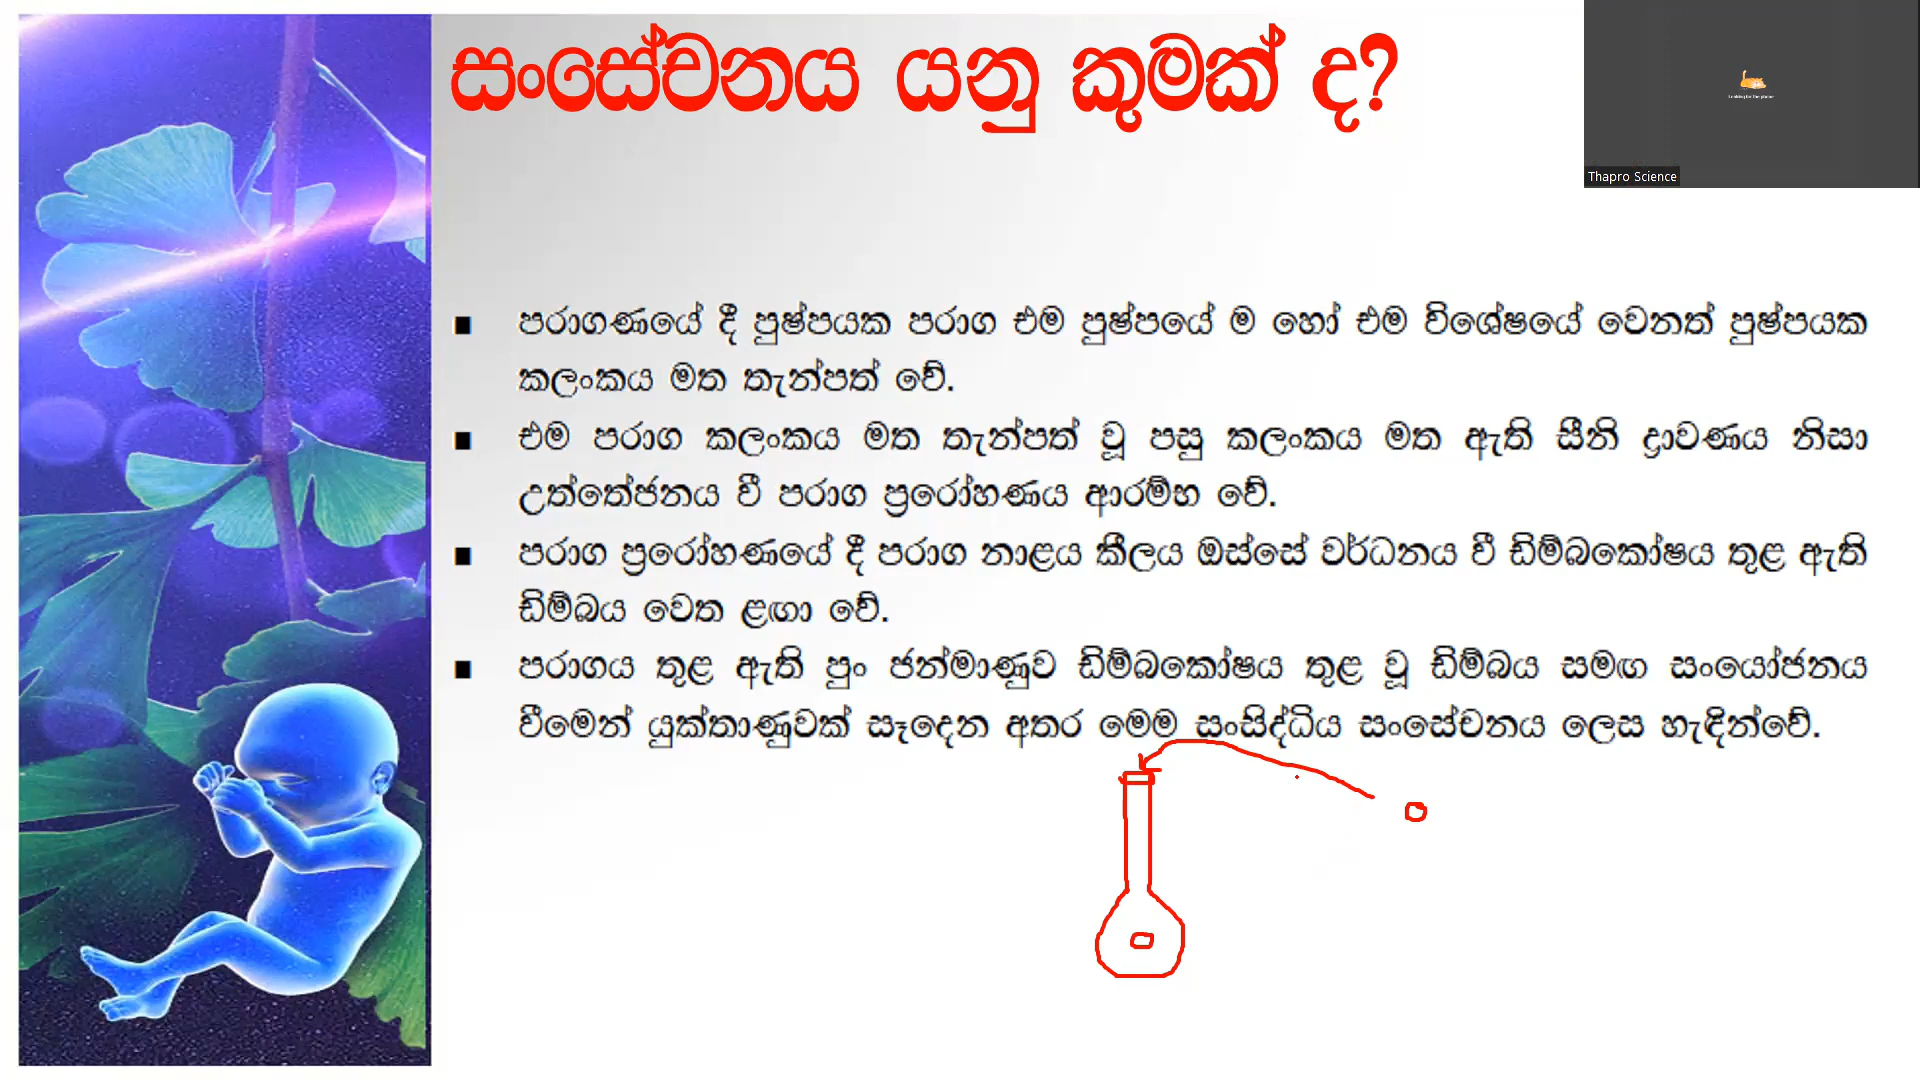 සංසේචනය යනු කුමක් ද?
Thapro Science
■ පරාගණයේ දී පුෂ්පයක පරාග එම පුෂ්පයේ ම හෝ එම විශේෂයේ වෙනත් පුෂ්පයක
කලංකය මත තැන්පත් වේ.
■ එම පරාග කලංකය මත තැන්පත් වූ පසු කලංකය මත ඇති සීනි ද්‍රාවණය නිසා
උත්තේජනය වී පරාග ප්‍රරෝහණය ආරම්භ වේ.
■ පරාග ප්‍රරෝහණයේ දී පරාග නාළය කීලය ඔස්සේ වර්ධනය වී ඩිම්බකෝෂය තුළ ඇති
ඩිම්බය වෙත ළඟා වේ.
■ පරාගය තුළ ඇති පුං ජන්මාණුව ඩිම්බකෝෂය තුළ වූ ඩිම්බය සමඟ සංයෝජනය
වීමෙන් යුක්තාණුවක් සෑදෙන අතර මෙම සංසිද්ධිය සංසේචනය ලෙස හැඳින්වේ.